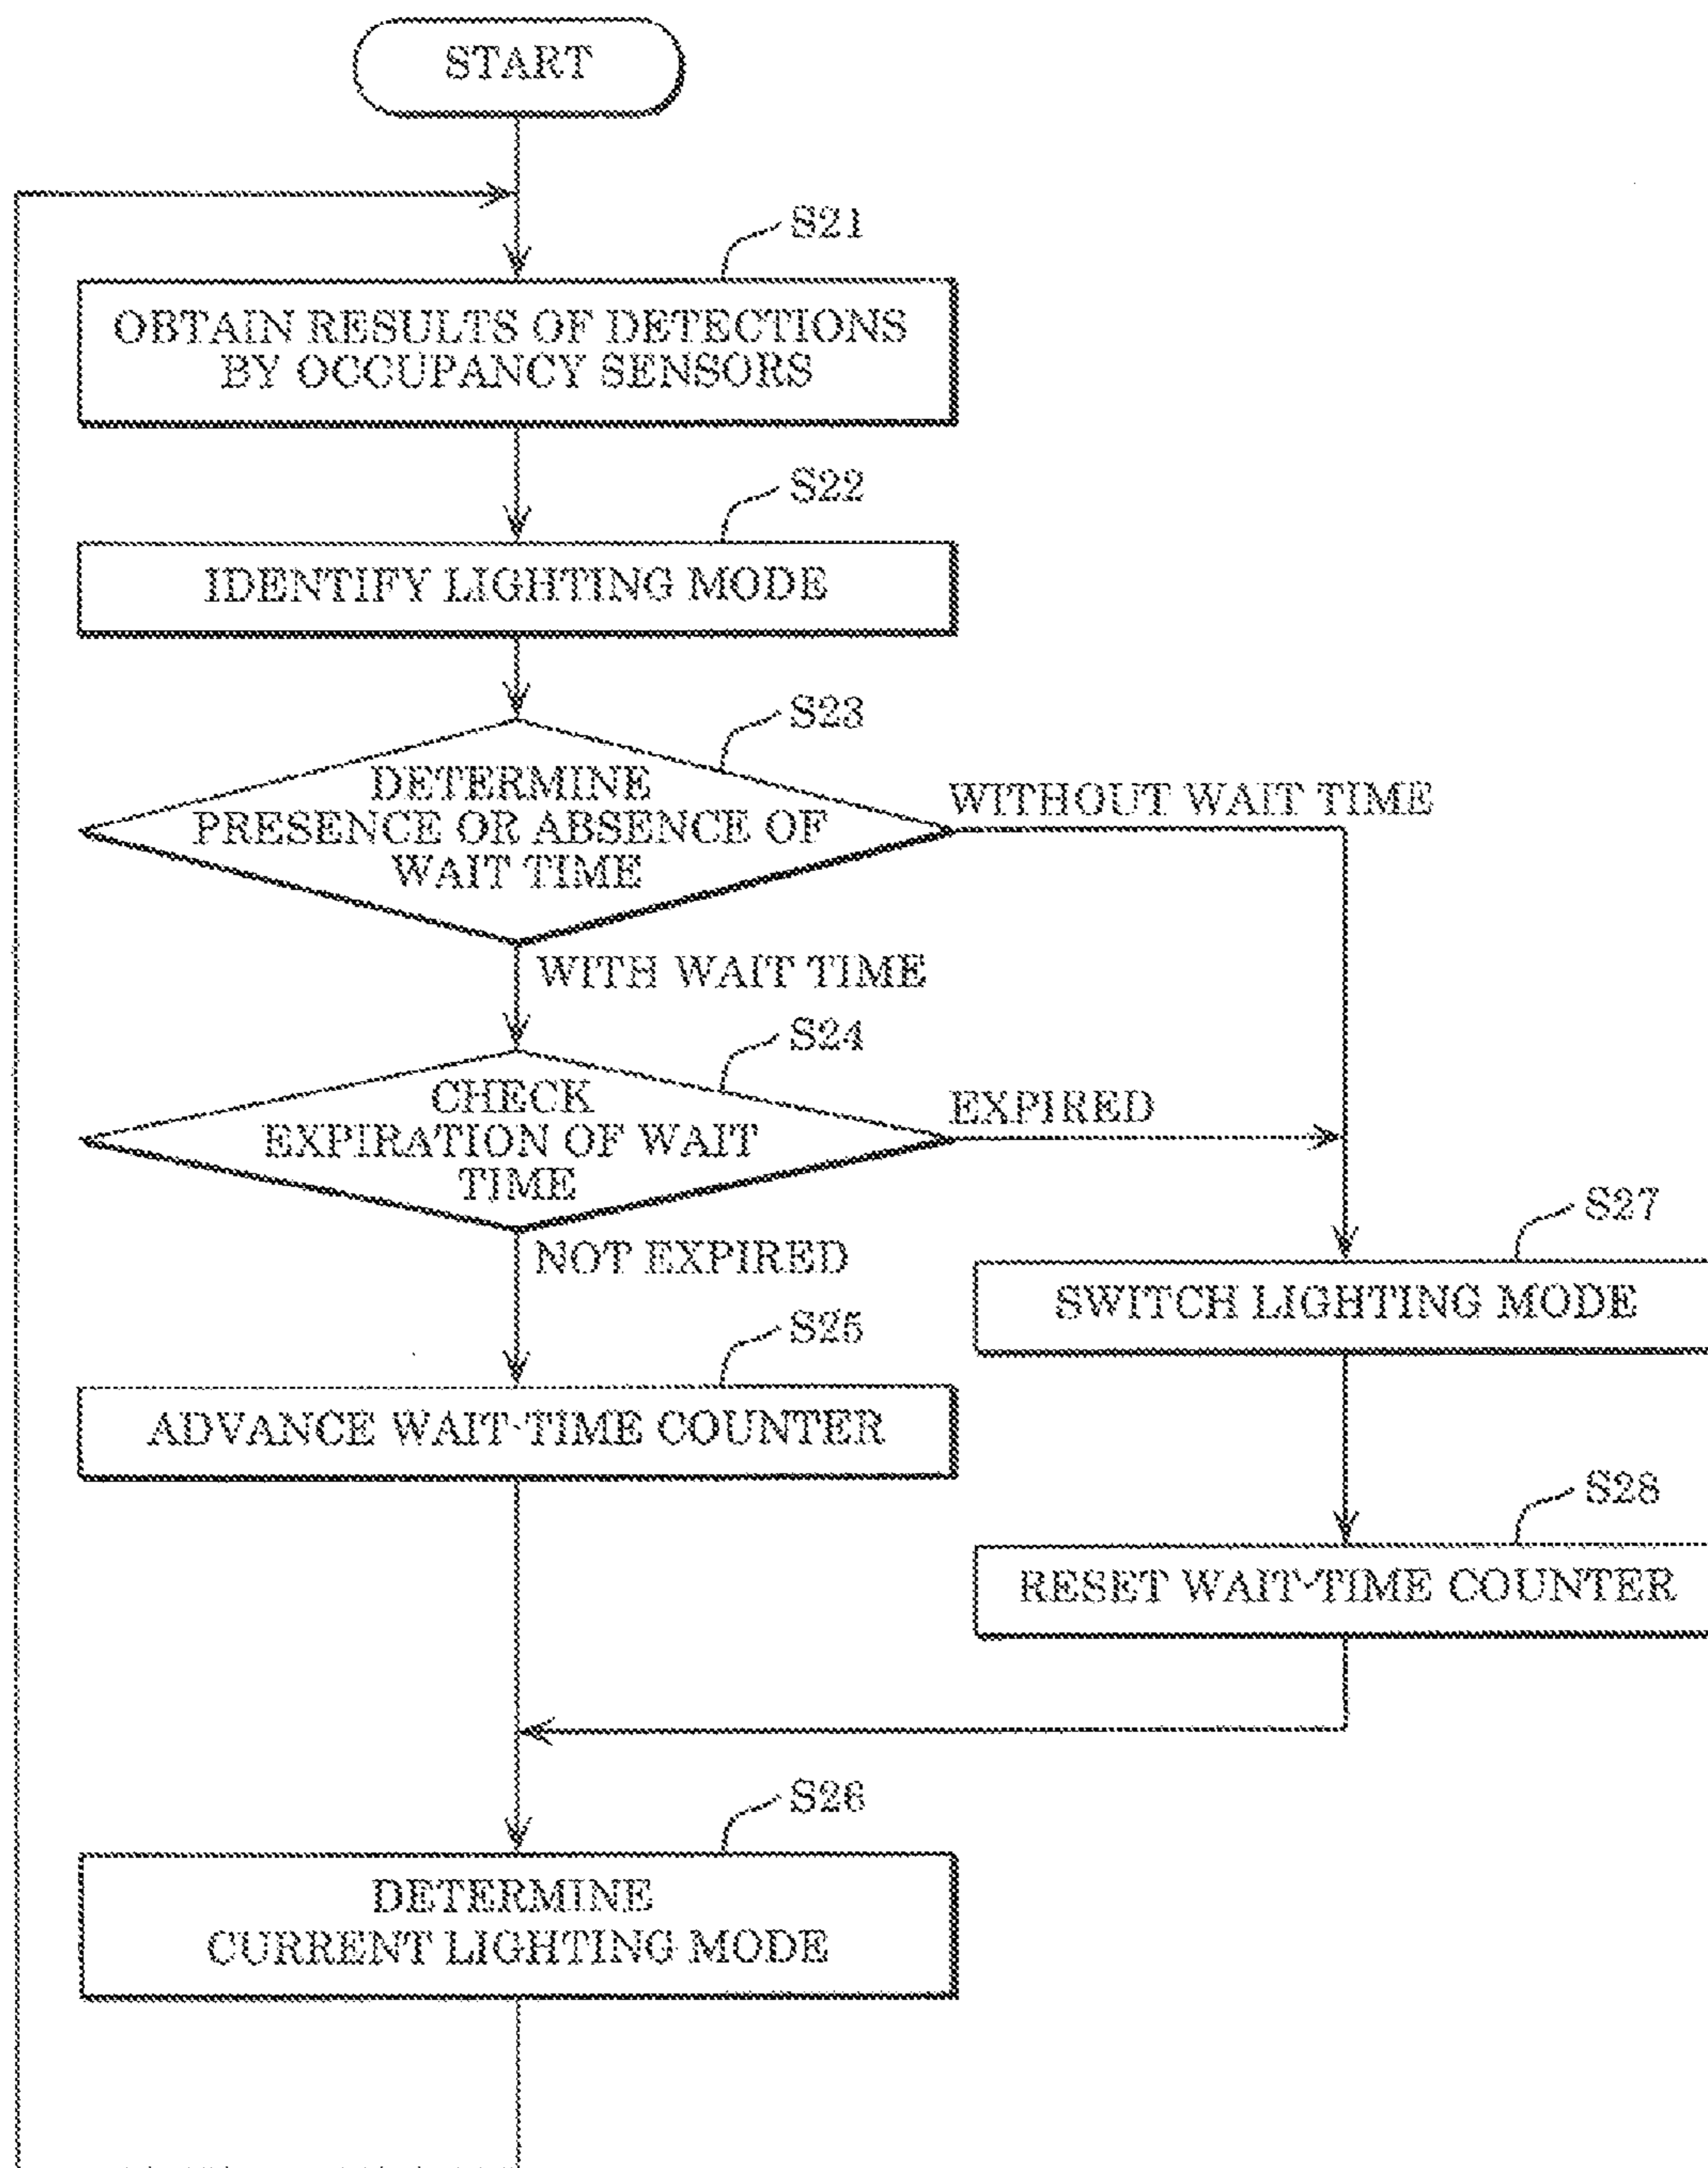 START
S21
OBTAIN RESULTS OF DETECTIONS
BY OCCUPANCY SENSORS
S22
IDENTIFY LIGHTING MODE
S23
DETERMINE
PRESENCE OR ABSENCE OF
WAIT TIME
WITHOUT WAIT TIME
WITH WAIT TIME
S24
CHECK
EXPIRATION OF WAIT
TIME
EXPIRED
NOT EXPIRED
S27
SWITCH LIGHTING MODE
S25
ADVANCE WAIT-TIME COUNTER
S28
RESET WAIT-TIME COUNTER
S26
DETERMINE
CURRENT LIGHTING MODE